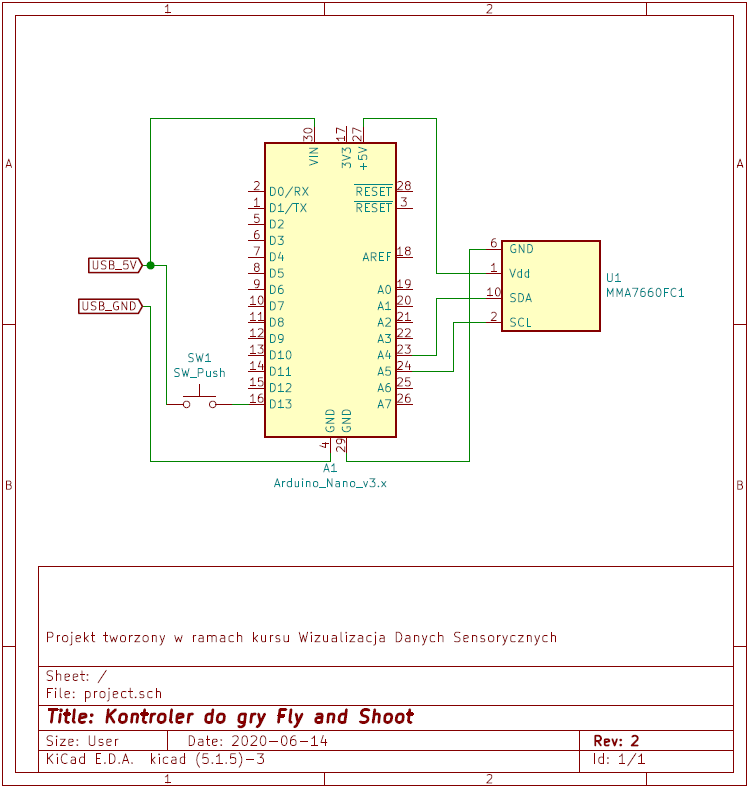 1 2
30 17 27
VIN 3V3 +5V
A A
2 D0/RX RESET 28
1 D1/TX RESET 3
5 D2
6 D3
7 D4 AREF 18
8 D5
9 D6 A0 19
10 D7 A1 20
11 D8 A2 21
12 D9 A3 22
13 D10 A4 23
14 D11 A5 24
15 D12 A6 25
16 D13 A7 26
GND GND
4 29
A1
Arduino_Nano_v3.x
USB_5V
USB_GND
SW1
SW_Push
6 GND
1 Vdd
10 SDA
2 SCL
U1
MMA7660FC1
B B
Projekt tworzony w ramach kursu Wizualizacja Danych Sensorycznych
Sheet: /
File: project.sch
Title: Kontroler do gry Fly and Shoot
Size: User Date: 2020-06-14 Rev: 2
KiCad E.D.A. kicad (5.1.5)-3 Id: 1/1
1 2